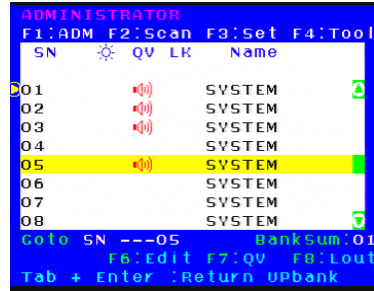 ADMINISTRATOR
F1:ADM F2:Scan F3:Set F4:Tool
SN QV LK Name
01 SYSTEM
02 SYSTEM
03 SYSTEM
04 SYSTEM
05 SYSTEM
06 SYSTEM
07 SYSTEM
08 SYSTEM
Goto SN ---05 BankSum:01
F6:Edit F7:QV F8:Lout
Tab + Enter :Return UPbank